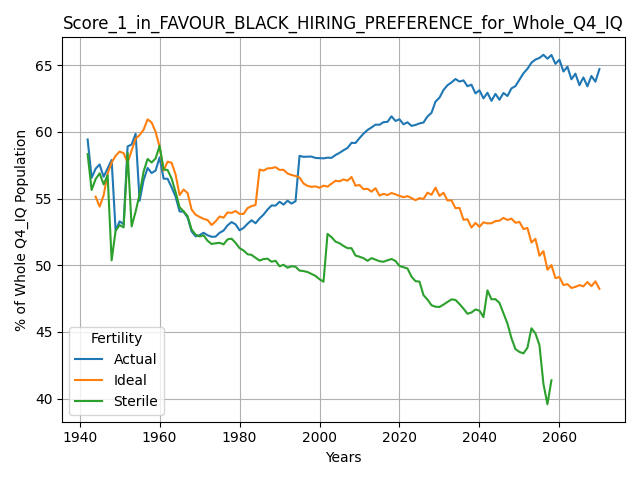 Score_1_in_FAVOUR_BLACK_HIRING_PREFERENCE_for_Whole_Q4_IQ
% of Whole Q4_IQ Population
65
60
55
50
45
40
Fertility
Actual
Ideal
Sterile
1940 1960 1980 2000 2020 2040 2060
Years